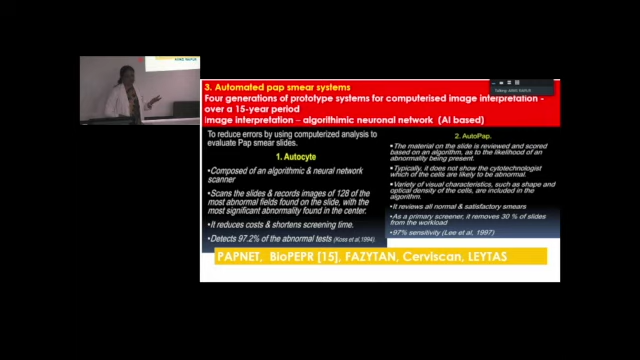 3. Automated pap smear systems
Four generations of prototype systems for computerised image interpretation -
over a 15-year period
Image interpretation – algorithimic neuronal network (AI based)
To reduce errors by using computerized analysis to
evaluate Pap smear slides.
1. Autocyte
• Composed of an algorithmic & neural network
scanner
• Scans the slides & records images of 128 of the
most abnormal fields found on the slide, with
the most significant abnormality found in the center.
• It reduces costs & shortens screening time.
• Detects 97.2% of the abnormal tests (Koss et al,1994)
2. AutoPap.
• The material on the slide is reviewed and scored
based on an algorithm, as to the likelihood of an
abnormality being present.
• Typically, it does not show the cytotechnologist
which of the cells are likely to be abnormal.
• Variety of visual characteristics, such as shape and
optical density of the cells, are included in the
algorithm.
• It reviews all normal & satisfactory smears
• As a primary screener, it removes 30 % of slides
from the workload
• 97% sensitivity (Lee et al, 1997)
PAPNET, BioPEPR [15], FAZYTAN, Cerviscan, LEYTAS